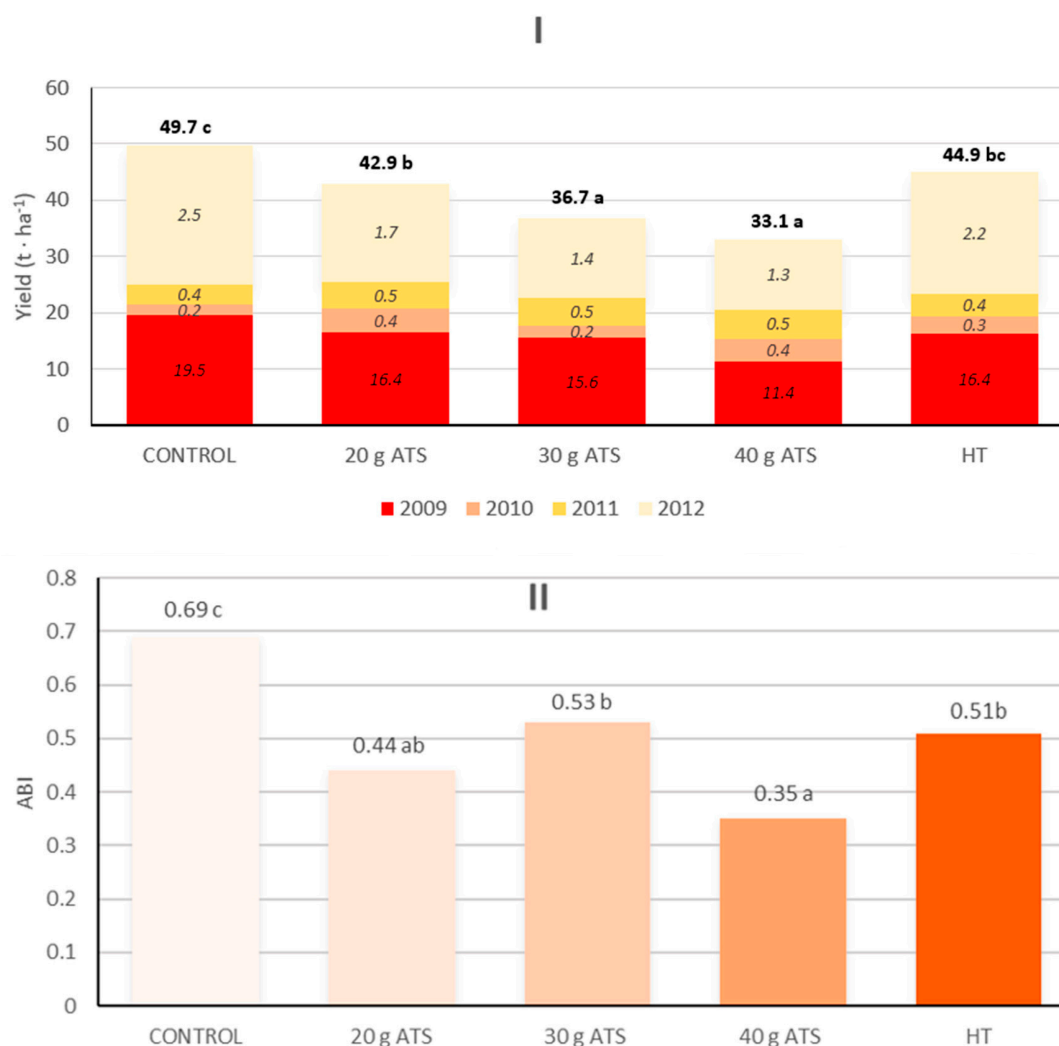 I
Yield (t · ha⁻¹)
60
50
40
30
20
10
0
49.7 c
42.9 b
36.7 a
33.1 a
44.9 bc
2.5
1.7
1.4
1.3
2.2
0.4
0.5
0.5
0.5
0.4
0.2
0.4
0.2
0.4
0.3
19.5
16.4
15.6
11.4
16.4
CONTROL 20 g ATS 30 g ATS 40 g ATS HT
2009 2010 2011 2012
II
ABI
0.8
0.7
0.6
0.5
0.4
0.3
0.2
0.1
0
0.69 c
0.44 ab
0.53 b
0.35 a
0.51b
CONTROL 20 g ATS 30 g ATS 40 g ATS HT